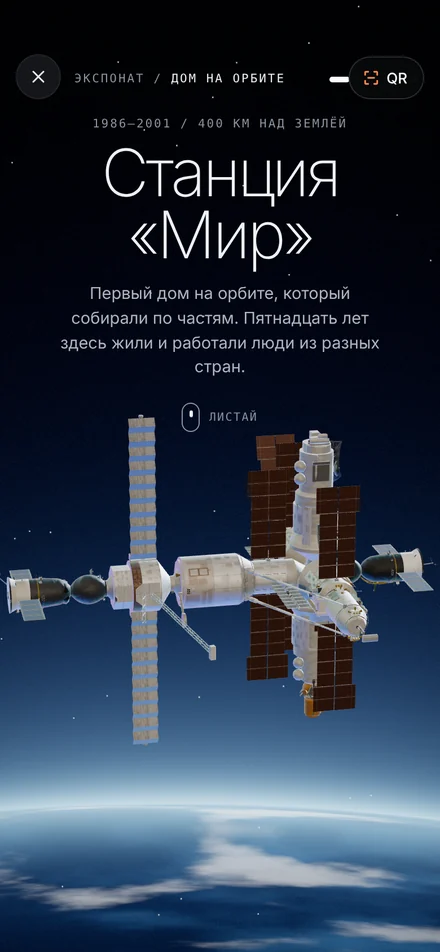 ЭКСПОНАТ / ДОМ НА ОРБИТЕ
QR
1986–2001 / 400 КМ НАД ЗЕМЛЁЙ
Станция
«Мир»
Первый дом на орбите, который
собирали по частям. Пятнадцать лет
здесь жили и работали люди из разных
стран.
ЛИСТАЙ